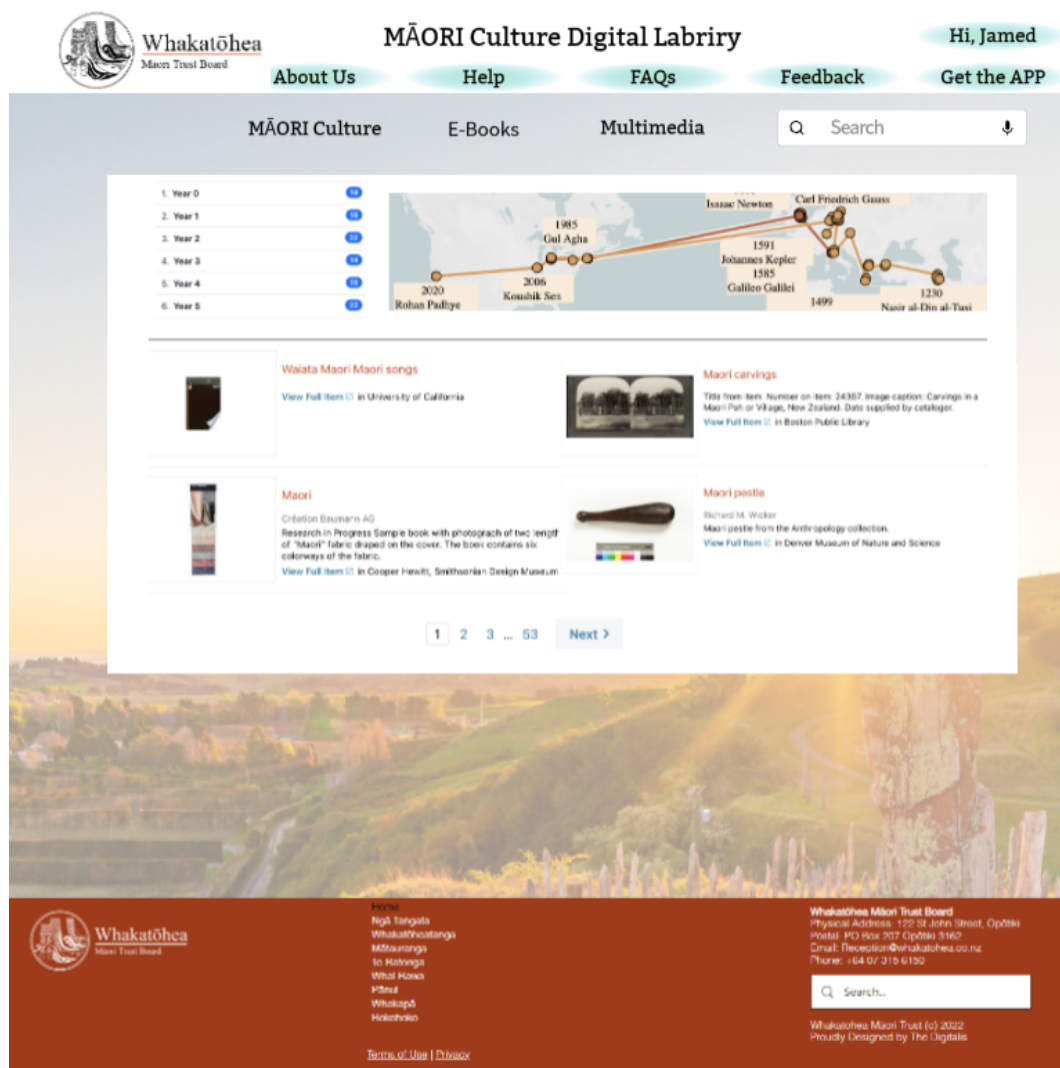 Whakatōhea
Māori Trust Board
MĀORI Culture Digital Labriry
Hi, Jamed
About Us
Help
FAQs
Feedback
Get the APP
MĀORI Culture
E-Books
Multimedia
Search
1. Year 0
14
2. Year 1
3. Year 2
22
4. Year 3
14
5. Year 4
6. Year 5
22
Isaaac Newton
Carl Friedrich Gauss
1985
Gul Agha
1591
Johannes Kepler
1585
Galileo Galilei
2020
Rohan Padhye
2006
Koushik Sen
1499
1230
Nasir al-Din al-Tusi
Waiata Maori Maori songs
View Full Item in University of California
Maori carvings
Title from item. Number on item: 24367. Image caption: Carvings in a
Maori Pah or Village, New Zealand. Date supplied by cataloger.
View Full Item in Boston Public Library
Maori
Création Baumann AG
Research in Progress Sample book with photograph of two length
of "Maori" fabric draped on the cover. The book contains six
colorways of the fabric.
View Full Item in Cooper Hewitt, Smithsonian Design Museum
Maori pestle
Richard M. Wicker
Maori pestle from the Anthropology collection.
View Full Item in Denver Museum of Nature and Science
1 2 3 ... 53 Next >
Whakatōhea
Māori Trust Board
Home
Ngā Tangata
Whakatōheatanga
Mātauranga
Te Ratonga
Whai Rawa
Pānui
Whakapā
Hokohoko
Terms of Use | Privacy
Whakatōhea Māori Trust Board
Physical Address: 122 St John Street, Opōtiki
Postal: PO Box 207 Opōtiki 3162
Email: Reception@whakatohea.co.nz
Phone: +64 07 315 6150
Search...
Whakatohea Māori Trust (c) 2022
Proudly Designed by The Digitalis